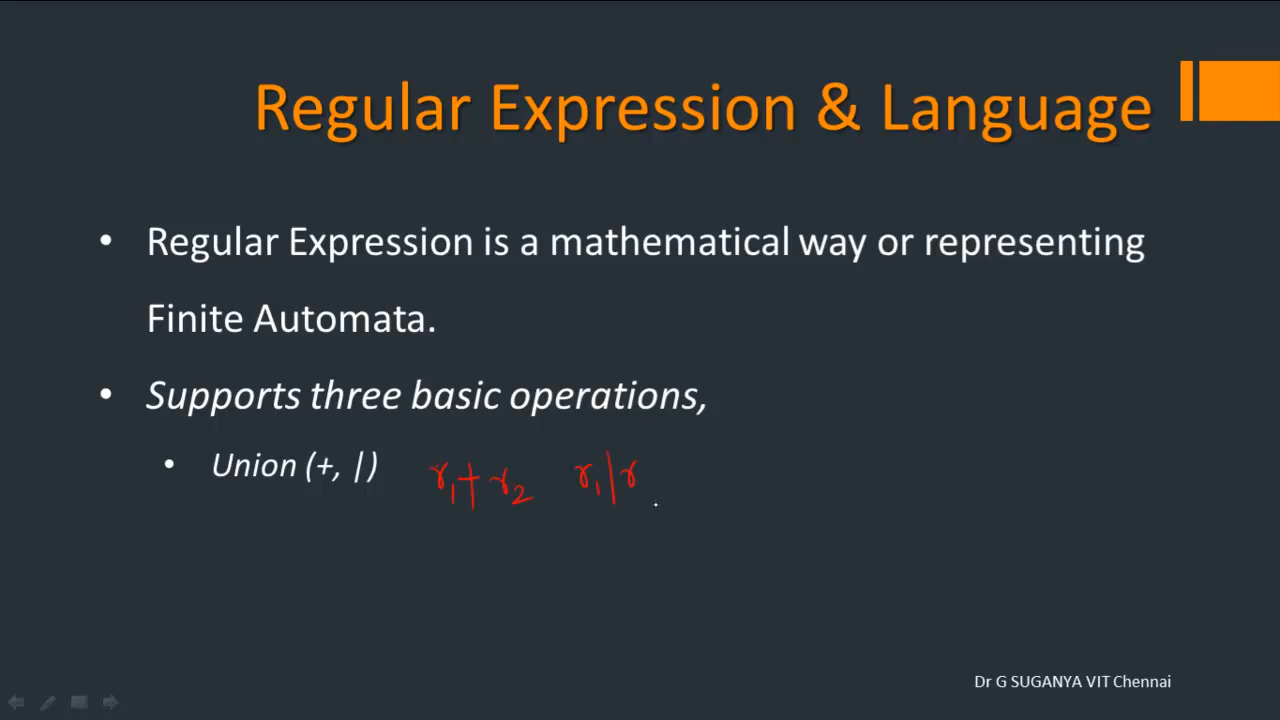 Regular Expression & Language
• Regular Expression is a mathematical way or representing
Finite Automata.
• Supports three basic operations,
• Union (+, |) r₁+r₂ r₁|r
Dr G SUGANYA VIT Chennai